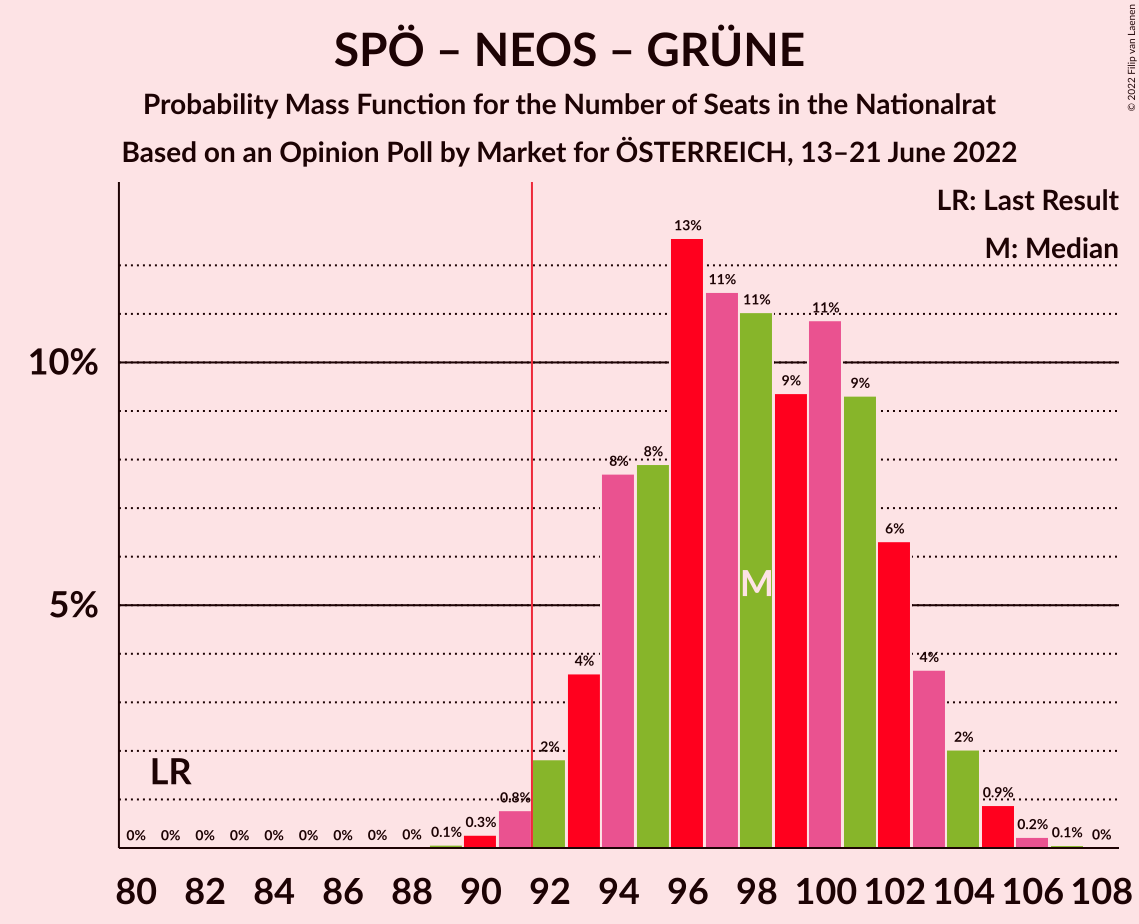 SPÖ – NEOS – GRÜNE
Probability Mass Function for the Number of Seats in the Nationalrat
Based on an Opinion Poll by Market for ÖSTERREICH, 13–21 June 2022
© 2022 Filip van Laenen
LR: Last Result
M: Median
10%
5%
0% 0% 0% 0% 0% 0% 0% 0% 0% 0.1% 0.3% 0.8% 2% 4% 8% 8% 13% 11% 11% 9% 11% 9% 6% 4% 2% 0.9% 0.2% 0.1% 0%
LR
M
80 82 84 86 88 90 92 94 96 98 100 102 104 106 108